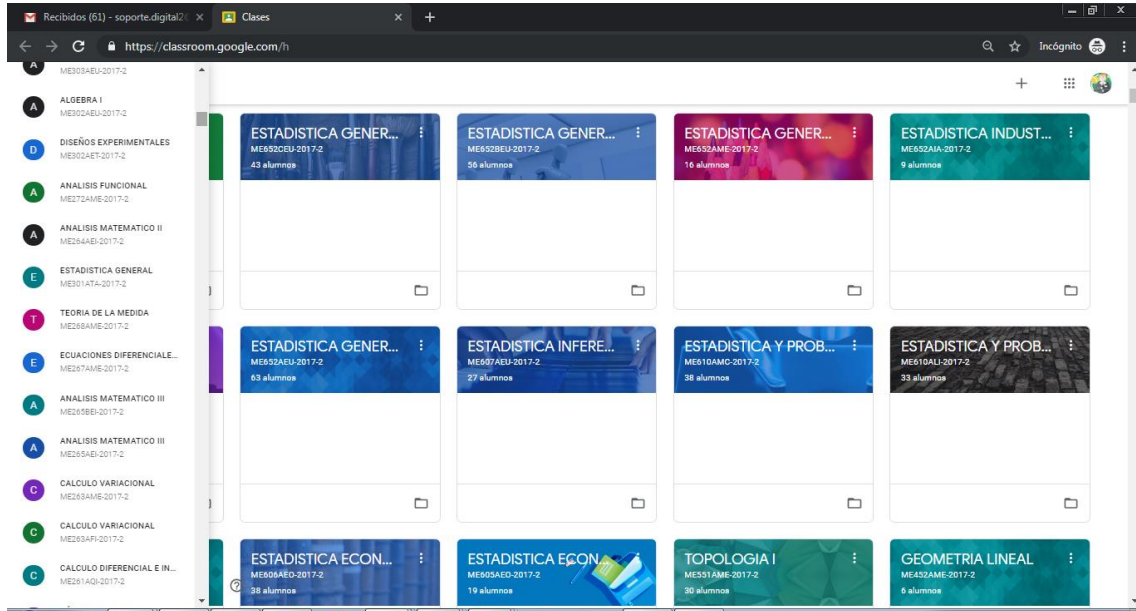 Recibidos (61) - soporte.digital2
Clases
https://classroom.google.com/h
Incógnito
ME303AEU-2017-2
A
ALGEBRA I
ME302AEU-2017-2
D
DISEÑOS EXPERIMENTALES
ME302AET-2017-2
A
ANALISIS FUNCIONAL
ME272AME-2017-2
A
ANALISIS MATEMATICO II
ME264AEI-2017-2
E
ESTADISTICA GENERAL
ME301ATA-2017-2
T
TEORIA DE LA MEDIDA
ME268AME-2017-2
E
ECUACIONES DIFERENCIALE...
ME267AME-2017-2
A
ANALISIS MATEMATICO III
ME265BEI-2017-2
A
ANALISIS MATEMATICO III
ME265AEI-2017-2
C
CALCULO VARIACIONAL
ME263AME-2017-2
C
CALCULO VARIACIONAL
ME263AFI-2017-2
C
CALCULO DIFERENCIAL E IN...
ME261AQI-2017-2
ESTADISTICA GENER...
ME652CEU-2017-2
43 alumnos
ESTADISTICA GENER...
ME652BEU-2017-2
56 alumnos
ESTADISTICA GENER...
ME652AME-2017-2
16 alumnos
ESTADISTICA INDUST...
ME652AIA-2017-2
9 alumnos
ESTADISTICA GENER...
ME652AEU-2017-2
63 alumnos
ESTADISTICA INFERE...
ME607AEU-2017-2
27 alumnos
ESTADISTICA Y PROB...
ME610AMC-2017-2
38 alumnos
ESTADISTICA Y PROB...
ME610ALI-2017-2
33 alumnos
ESTADISTICA ECON...
ME606AEO-2017-2
38 alumnos
ESTADISTICA ECON...
ME605AEO-2017-2
19 alumnos
TOPOLOGIA I
ME551AME-2017-2
30 alumnos
GEOMETRIA LINEAL
ME452AME-2017-2
6 alumnos